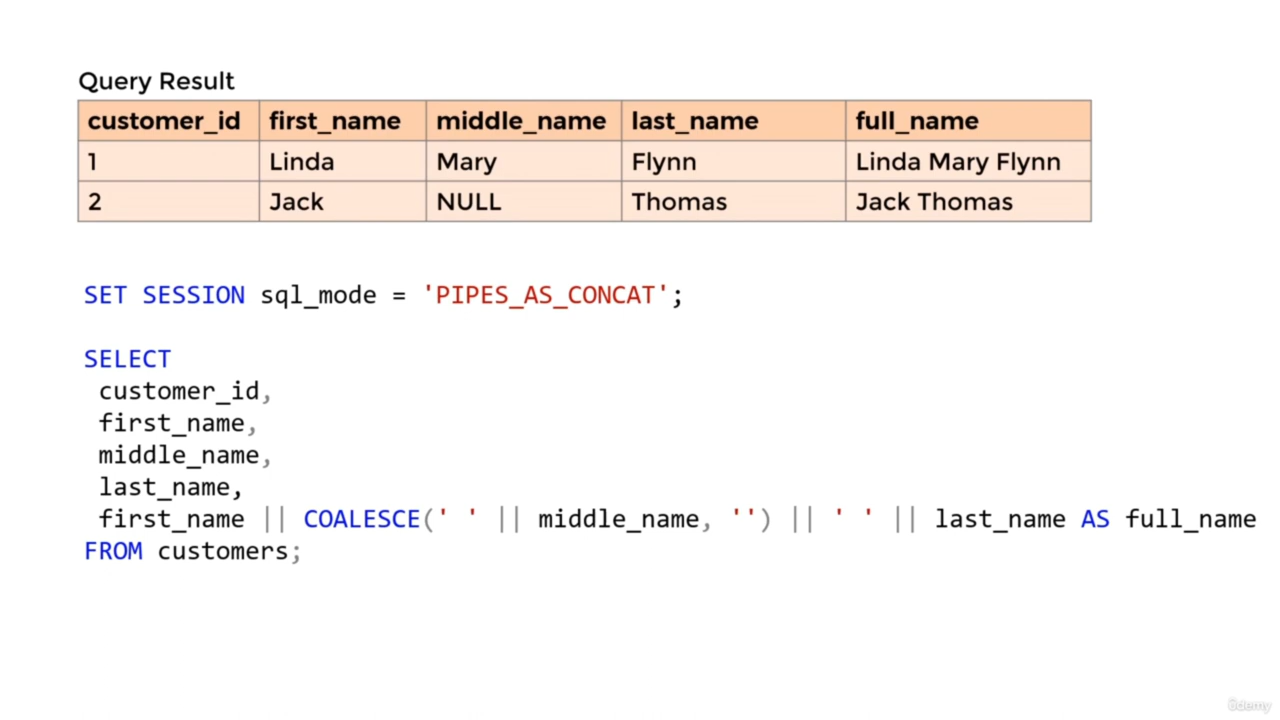 Query Result
customer_id first_name middle_name last_name full_name
1 Linda Mary Flynn Linda Mary Flynn
2 Jack NULL Thomas Jack Thomas
SET SESSION sql_mode = 'PIPES_AS_CONCAT';
SELECT
customer_id,
first_name,
middle_name,
last_name,
first_name || COALESCE(' ' || middle_name, '') || ' ' || last_name AS full_name
FROM customers;
ûdemy